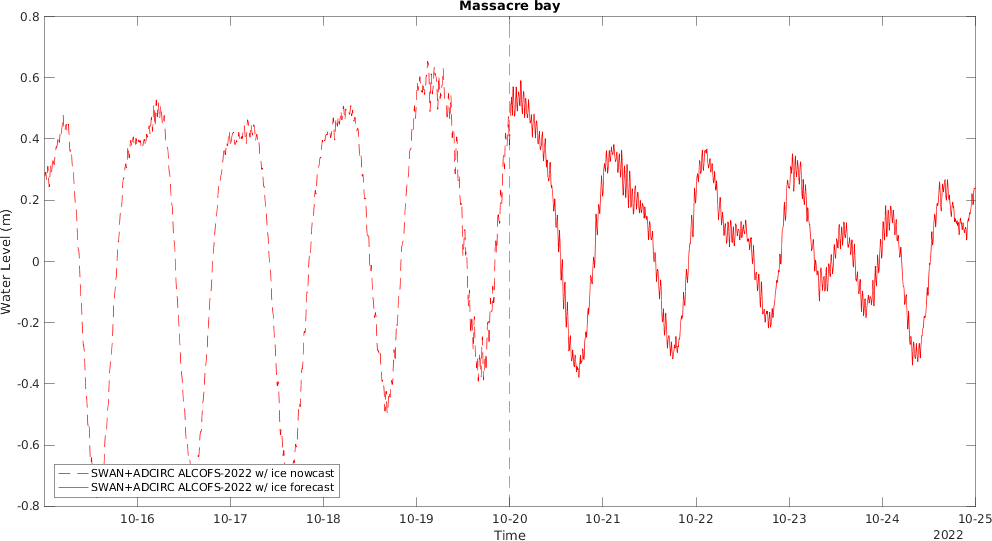 Massacre bay
0.8
0.6
0.4
0.2
0
-0.2
-0.4
-0.6
-0.8
Water Level (m)
SWAN+ADCIRC ALCOFS-2022 w/ ice nowcast
SWAN+ADCIRC ALCOFS-2022 w/ ice forecast
10-16 10-17 10-18 10-19 10-20 10-21 10-22 10-23 10-24 10-25
Time
2022